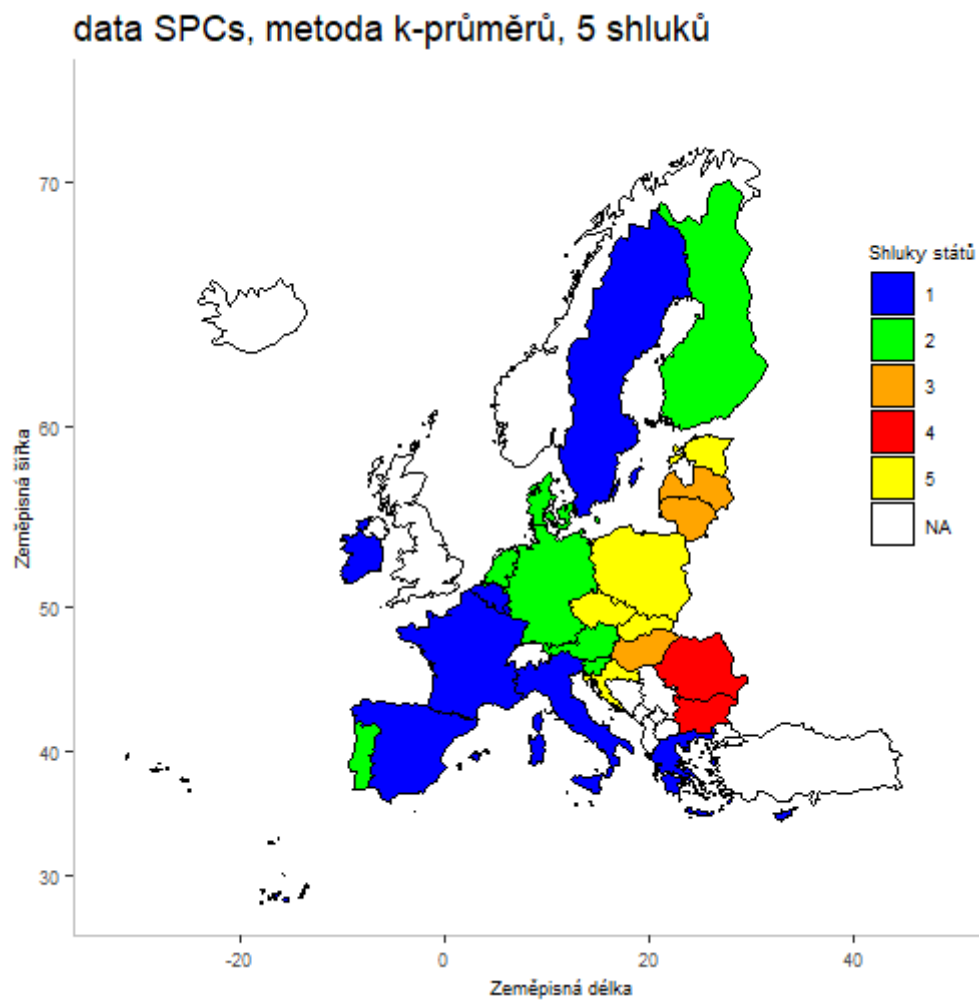 data SPCs, metoda k-průměrů, 5 shluků
70
60
50
40
30
Zeměpisná šířka
-20
0
20
40
Zeměpisná délka
Shluky států
1
2
3
4
5
NA